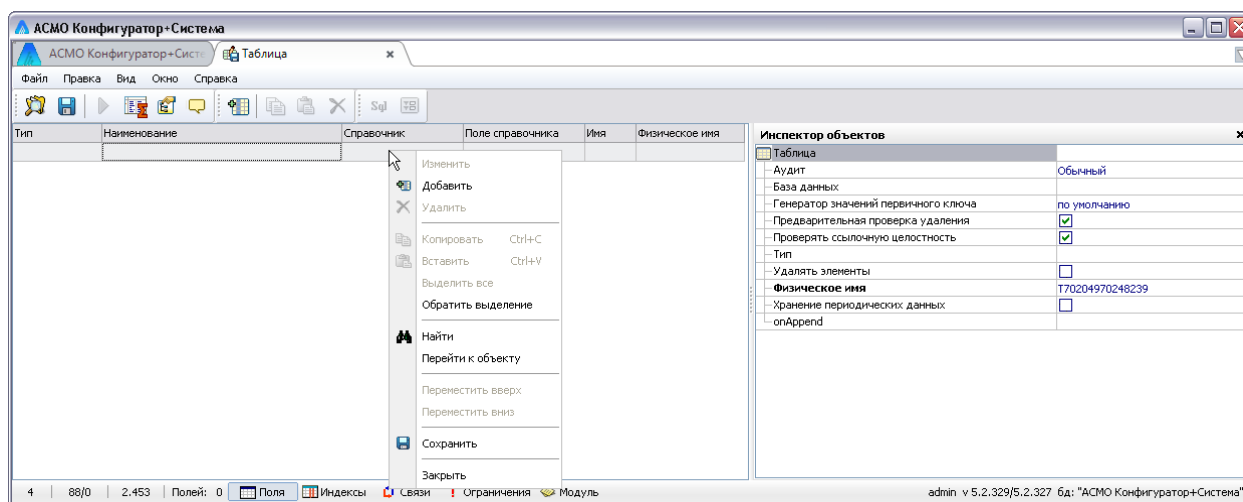 АСМО Конфигуратор+Система
АСМО Конфигуратор+Систе
Таблица
Файл Правка Вид Окно Справка
Sql
Тип Наименование Справочник Поле справочника Имя Физическое имя
Изменить
Добавить
Удалить
Копировать Ctrl+C
Вставить Ctrl+V
Выделить все
Обратить выделение
Найти
Перейти к объекту
Переместить вверх
Переместить вниз
Сохранить
Закрыть
Инспектор объектов
Таблица
Аудит Обычный
База данных
Генератор значений первичного ключа по умолчанию
Предварительная проверка удаления
Проверять ссылочную целостность
Тип
Удалять элементы
Физическое имя T70204970248239
Хранение периодических данных
onAppend
4 88/0 2.453 Полей: 0 Поля Индексы Связи Ограничения Модуль
admin v 5.2.329/5.2.327 бд: "АСМО Конфигуратор+Система"